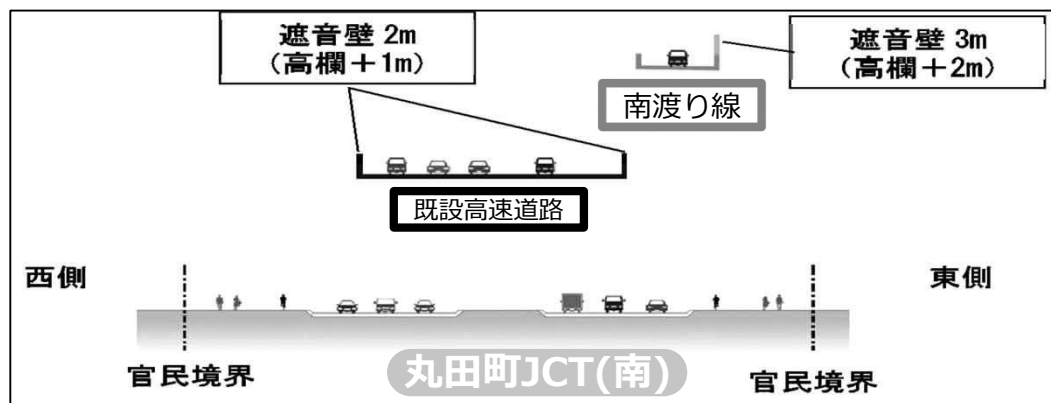 遮音壁 2m
(高欄＋1m)
遮音壁 3m
(高欄＋2m)
南渡り線
既設高速道路
西側
東側
官民境界
丸田町JCT(南)
官民境界